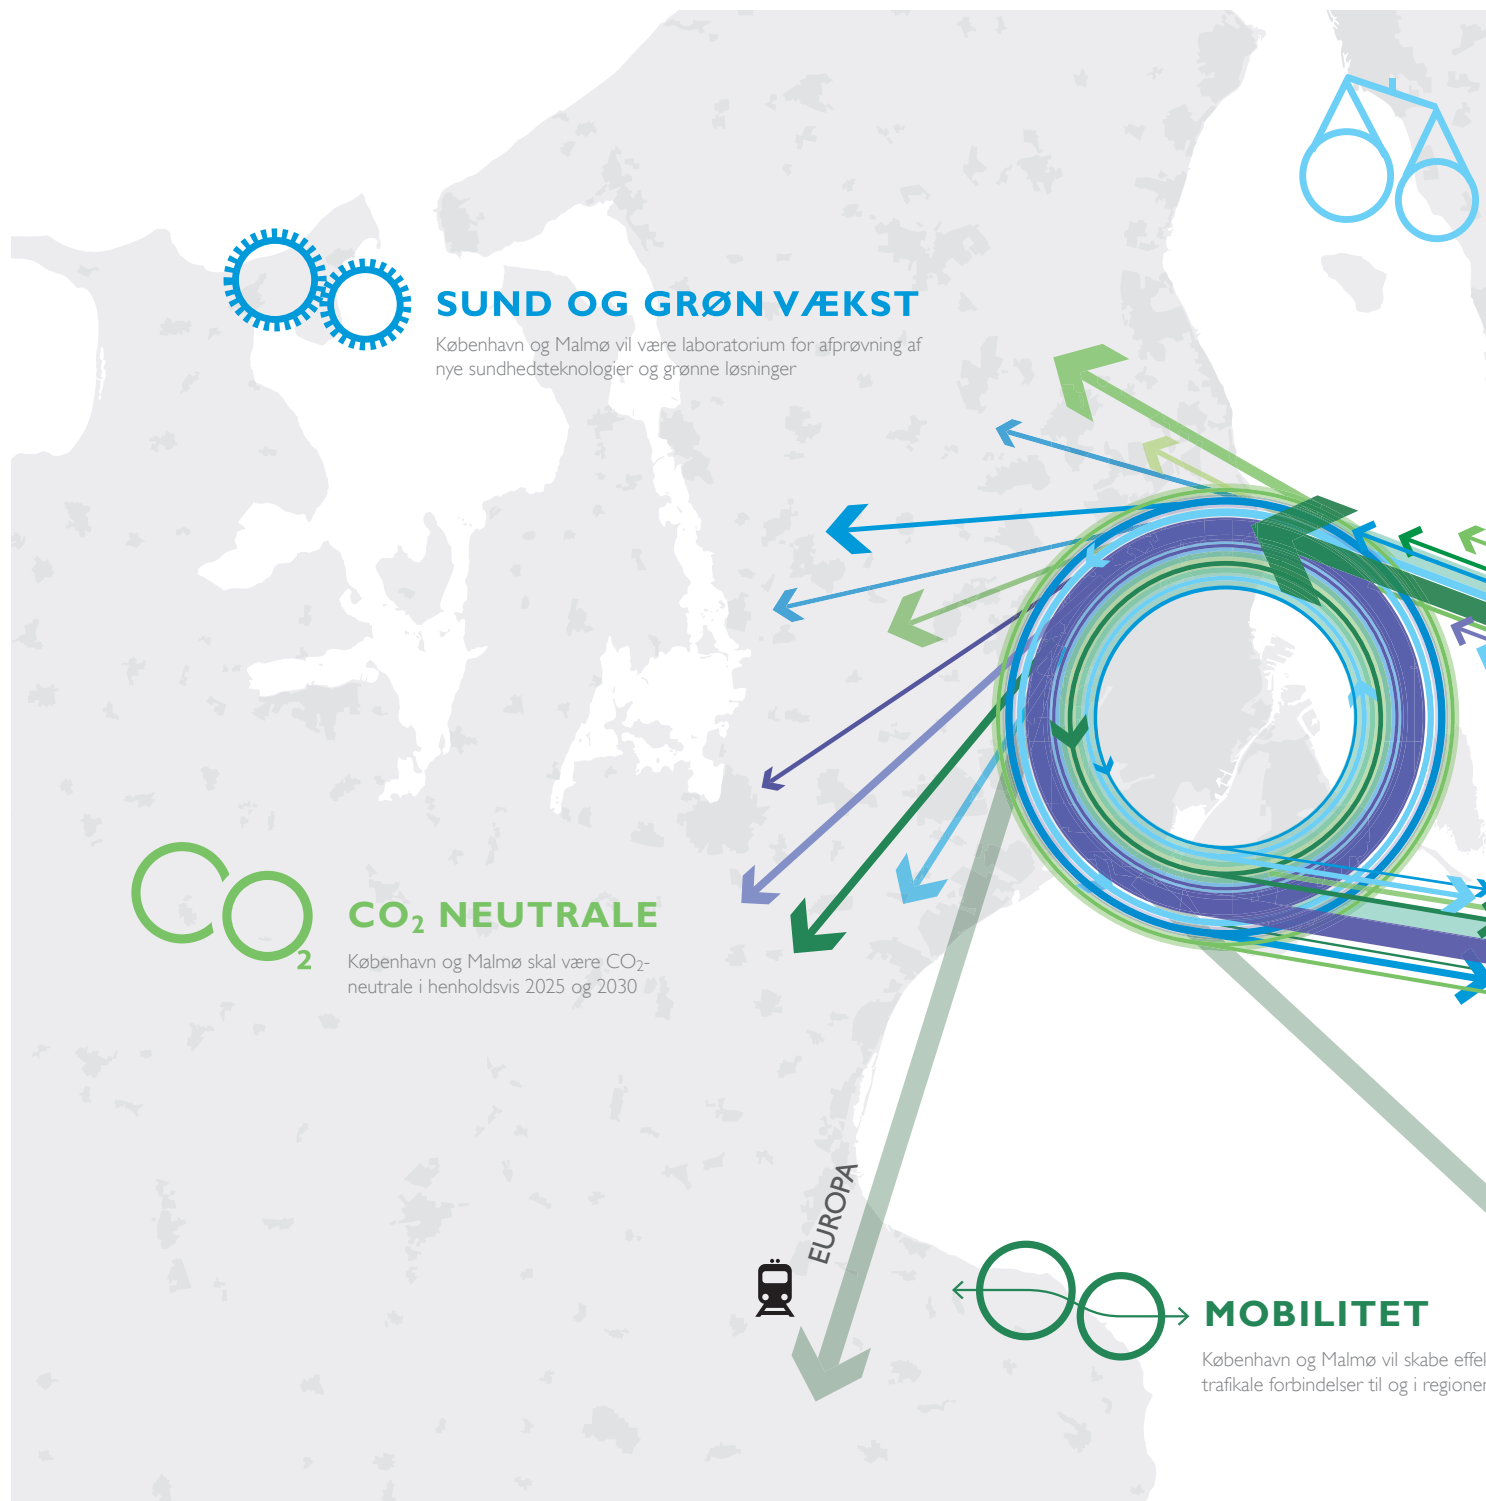 SUND OG GRØN VÆKST
København og Malmø vil være laboratorium for afprøvning af
nye sundhedsteknologier og grønne løsninger
2
CO₂ NEUTRALE
København og Malmø skal være CO₂-
neutrale i henholdsvis 2025 og 2030
EUROPA
MOBILITET
København og Malmø vil skabe
trafikale forbindelser til og i